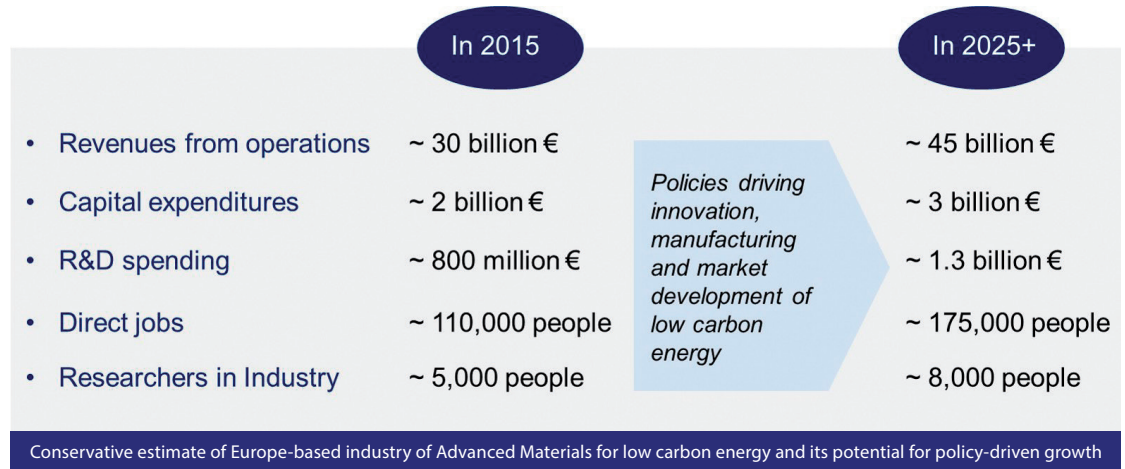 In 2015
In 2025+
• Revenues from operations ~ 30 billion € ~ 45 billion €
• Capital expenditures ~ 2 billion € ~ 3 billion €
• R&D spending ~ 800 million € ~ 1.3 billion €
• Direct jobs ~ 110,000 people ~ 175,000 people
• Researchers in Industry ~ 5,000 people ~ 8,000 people
Policies driving
innovation,
manufacturing
and market
development of
low carbon
energy
Conservative estimate of Europe-based industry of Advanced Materials for low carbon energy and its potential for policy-driven growth